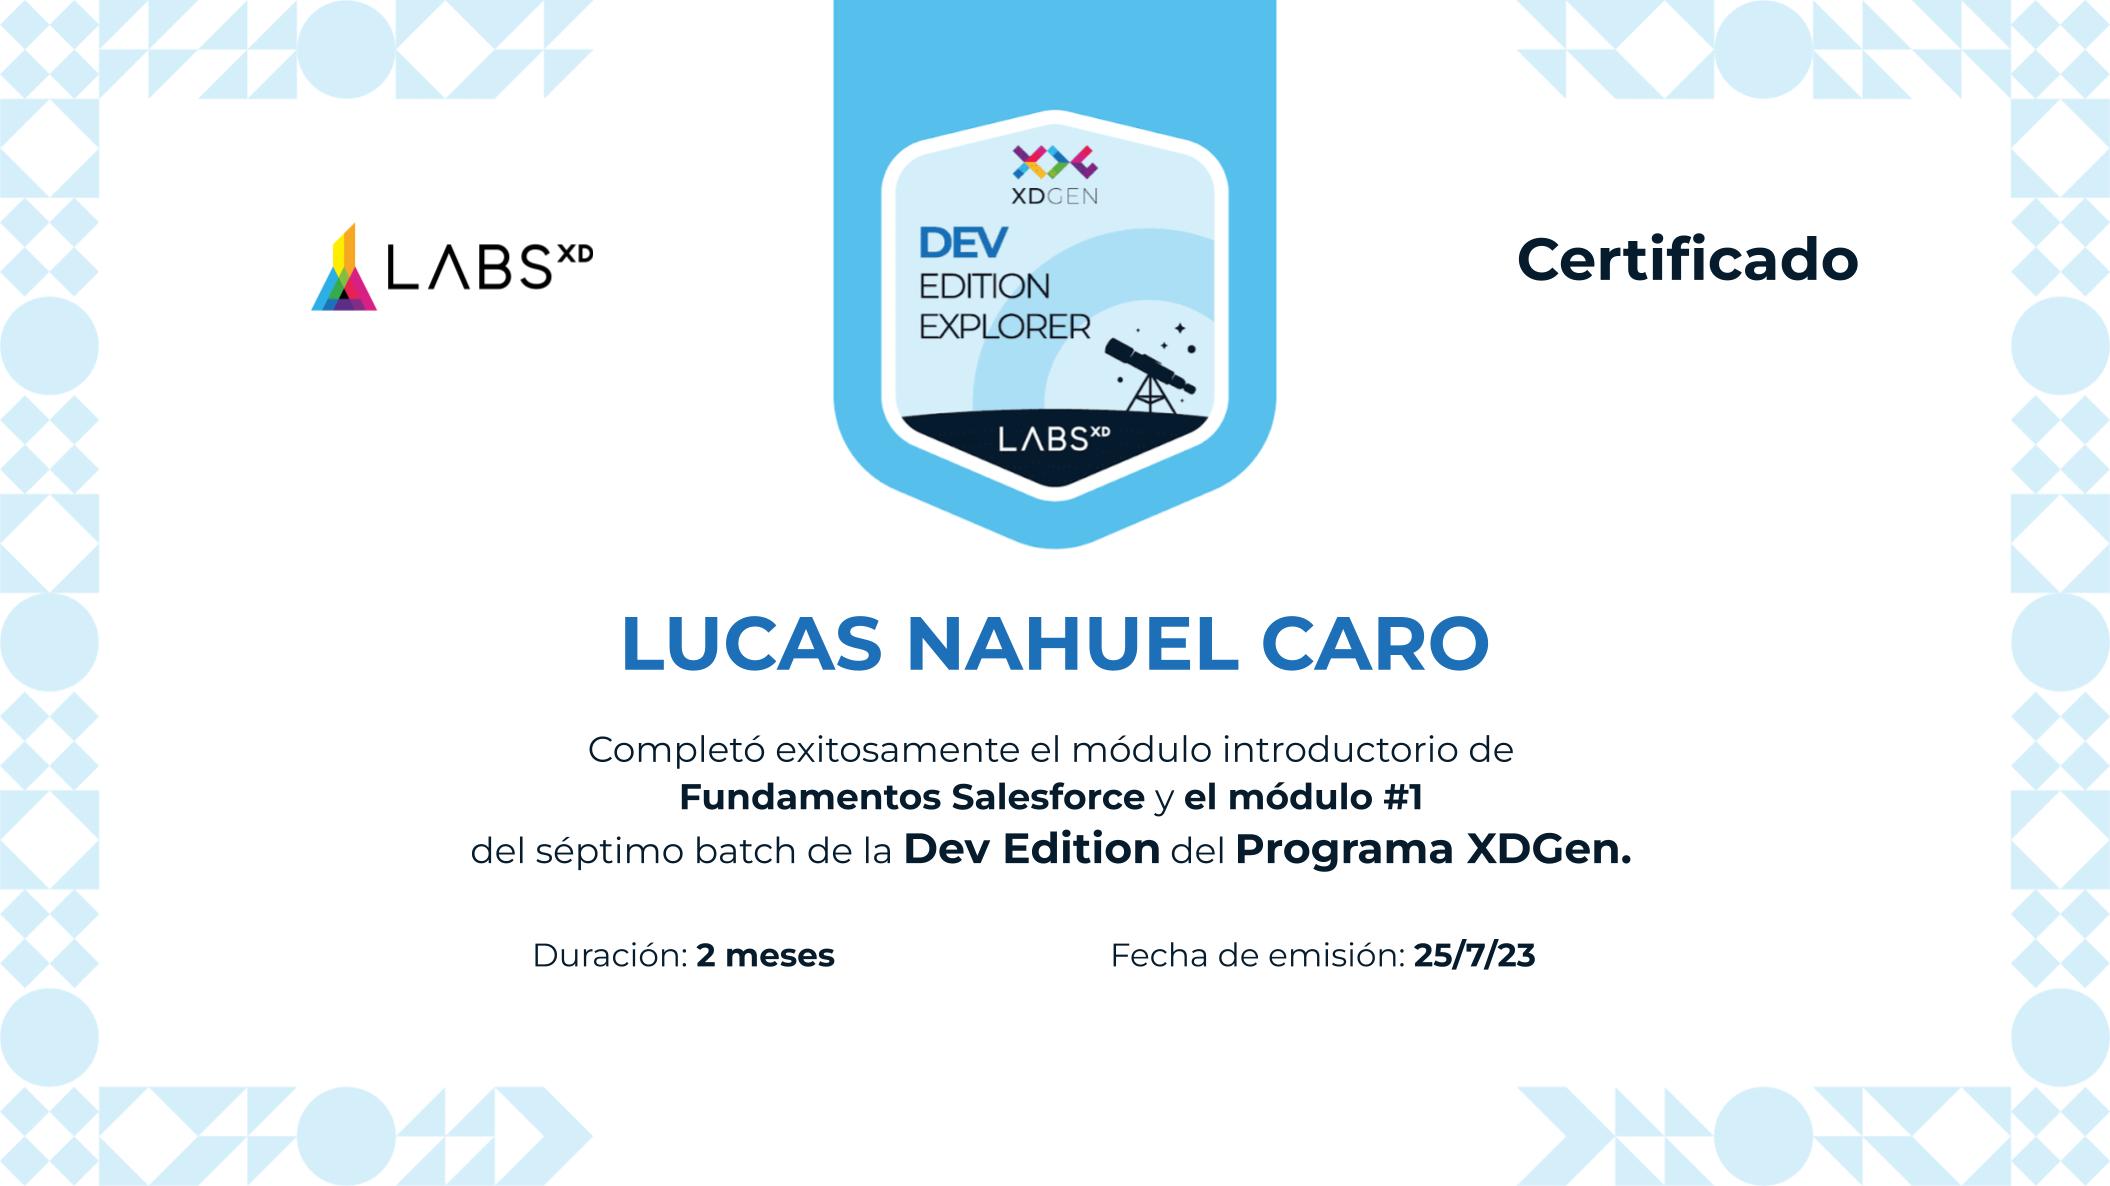 LABSXD
XDGEN
DEV
EDITION
EXPLORER
LABSXD
Certificado
LUCAS NAHUEL CARO
Completó exitosamente el módulo introductorio de
Fundamentos Salesforce y el módulo #1
del séptimo batch de la Dev Edition del Programa XDGen.
Duración: 2 meses
Fecha de emisión: 25/7/23